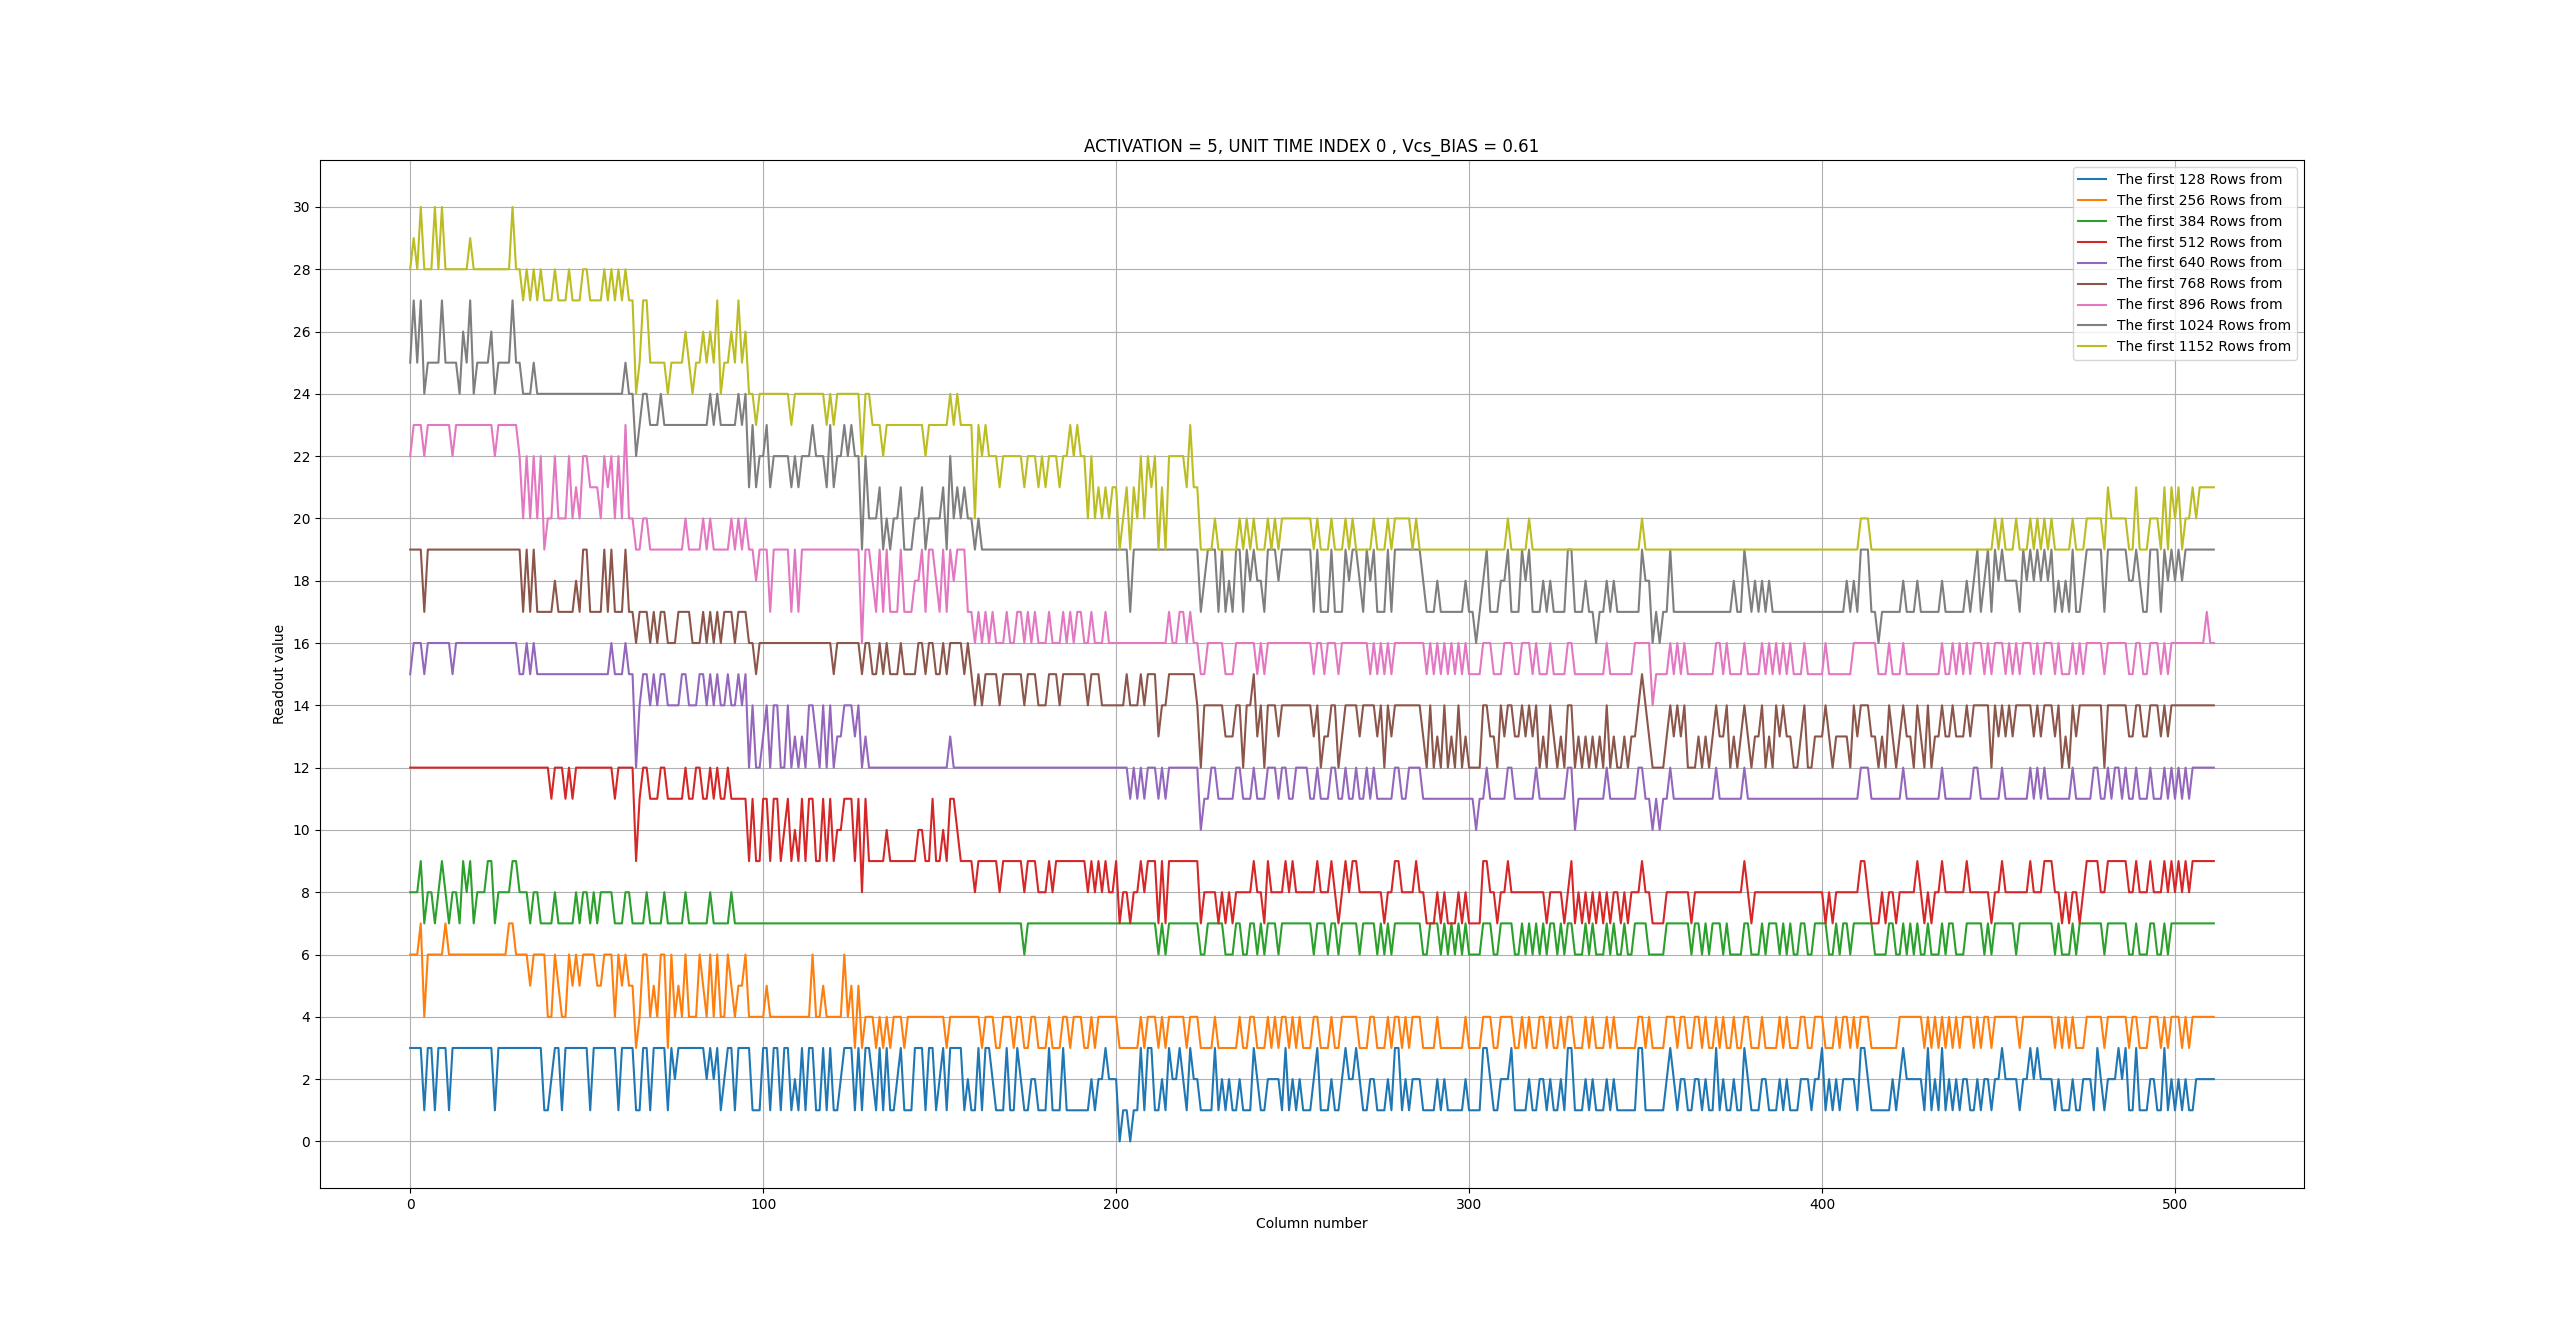 ACTIVATION = 5, UNIT TIME INDEX 0 , Vcs_BIAS = 0.61
The first 128 Rows from
The first 256 Rows from
The first 384 Rows from
The first 512 Rows from
The first 640 Rows from
The first 768 Rows from
The first 896 Rows from
The first 1024 Rows from
The first 1152 Rows from
Readout value
30
28
26
24
22
20
18
16
14
12
10
8
6
4
2
0
0 100 200 300 400 500
Column number